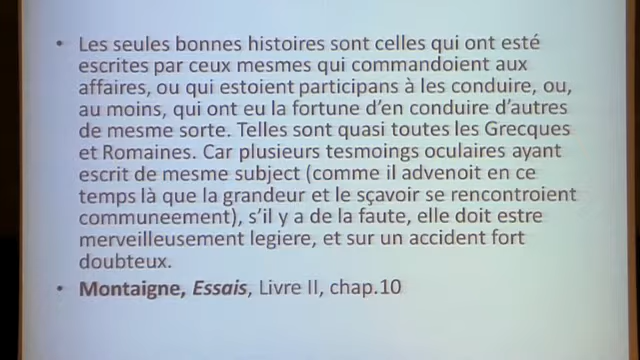 • Les seules bonnes histoires sont celles qui ont esté
escrites par ceux mesmes qui commandoient aux
affaires, ou qui estoient participans à les conduire, ou,
au moins, qui ont eu la fortune d'en conduire d'autres
de mesme sorte. Telles sont quasi toutes les Grecques
et Romaines. Car plusieurs tesmoings oculaires ayant
escrit de mesme subject (comme il advenoit en ce
temps là que la grandeur et le sçavoir se rencontroient
communeement), s'il y a de la faute, elle doit estre
merveilleusement legiere, et sur un accident fort
doubteux.
• Montaigne, Essais, Livre II, chap.10